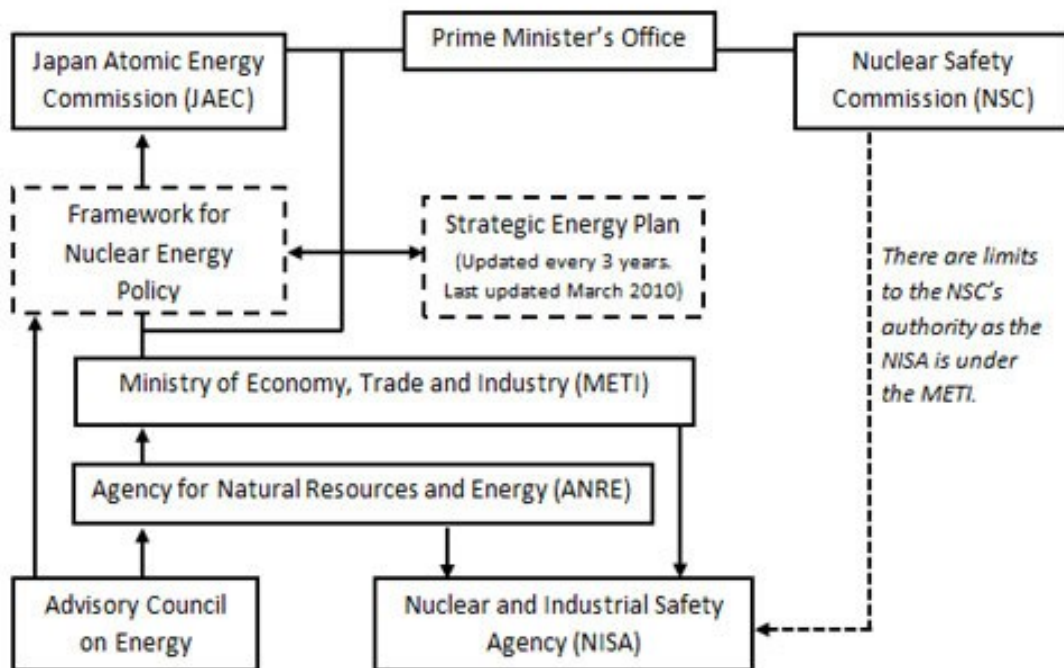 Prime Minister's Office
Japan Atomic Energy
Commission (JAEC)
Nuclear Safety
Commission (NSC)
Framework for
Nuclear Energy
Policy
Strategic Energy Plan
(Updated every 3 years.
Last updated March 2010)
There are limits
to the NSC's
authority as the
NISA is under
the METI.
Ministry of Economy, Trade and Industry (METI)
Agency for Natural Resources and Energy (ANRE)
Advisory Council
on Energy
Nuclear and Industrial Safety
Agency (NISA)